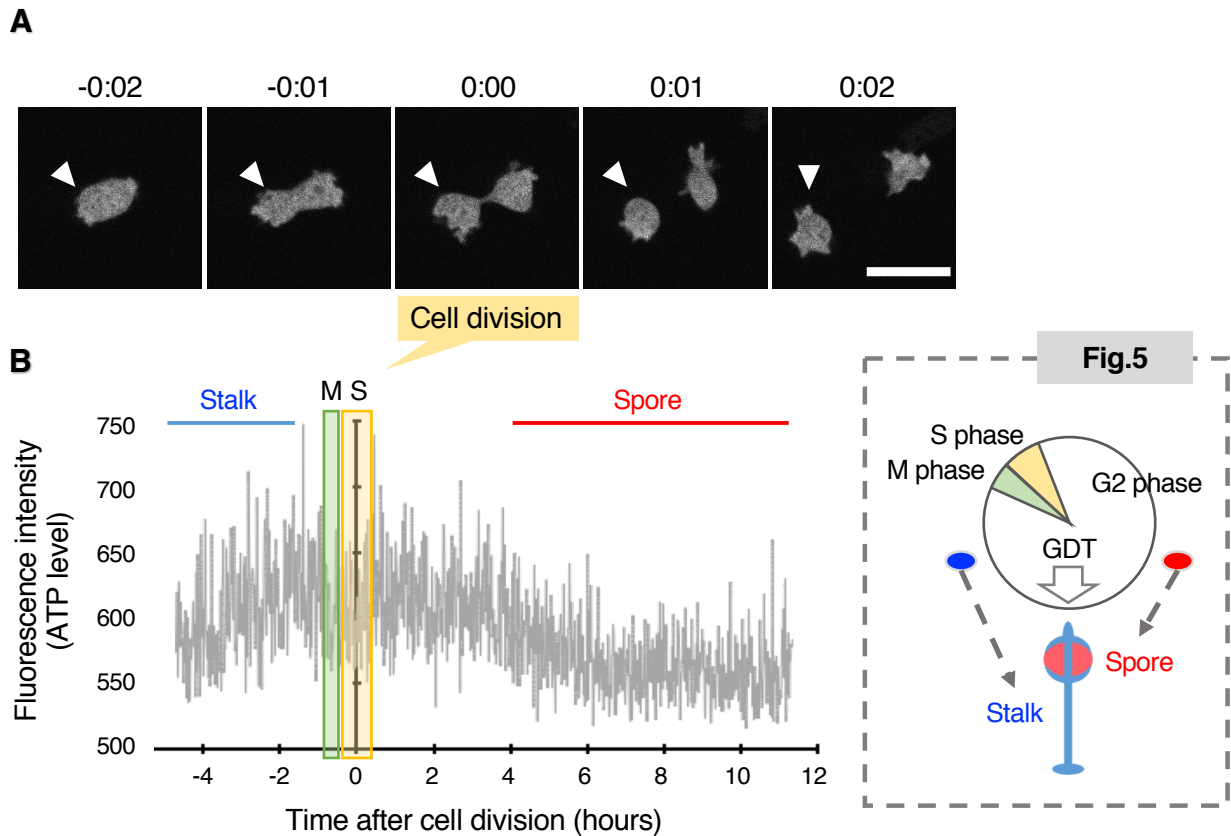 A
-0:02 -0:01 0:00 0:01 0:02
Cell division
B
Stalk
M S
Spore
Fluorescence intensity
(ATP level)
750
700
650
600
550
500
-4 -2 0 2 4 6 8 10 12
Time after cell division (hours)
Fig.5
S phase
M phase
G2 phase
GDT
Spore
Stalk